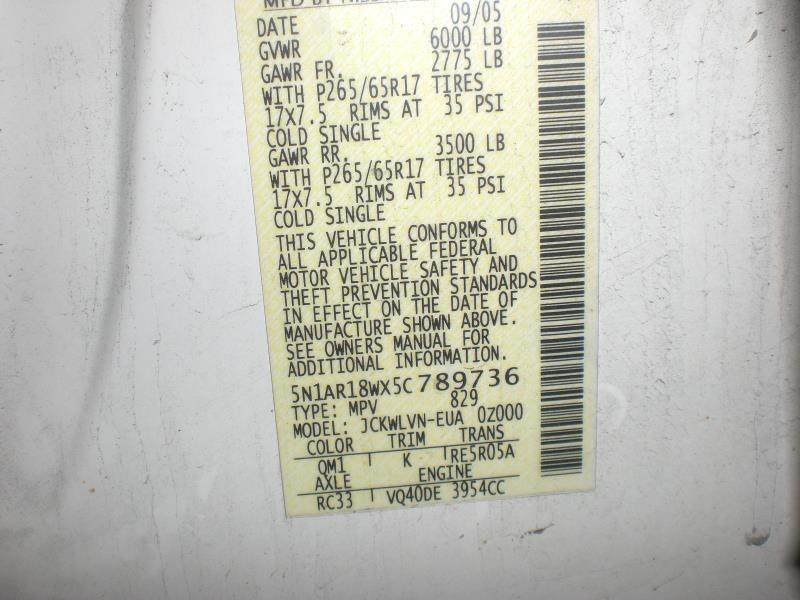 MFD BY
DATE 09/05
GVWR 6000 LB
GAWR FR. 2775 LB
WITH P265/65R17 TIRES
17X7.5 RIMS AT 35 PSI
COLD SINGLE
GAWR RR. 3500 LB
WITH P265/65R17 TIRES
17X7.5 RIMS AT 35 PSI
COLD SINGLE
THIS VEHICLE CONFORMS TO
ALL APPLICABLE FEDERAL
MOTOR VEHICLE SAFETY AND
THEFT PREVENTION STANDARDS
IN EFFECT ON THE DATE OF
MANUFACTURE SHOWN ABOVE.
SEE OWNERS MANUAL FOR
ADDITIONAL INFORMATION.
5N1AR18WX5C789736
TYPE: MPV 829
MODEL: JCKWLVN-EUA 0Z000
COLOR TRIM TRANS
QM1 K RE5R05A
AXLE ENGINE
RC33 VQ40DE 3954CC